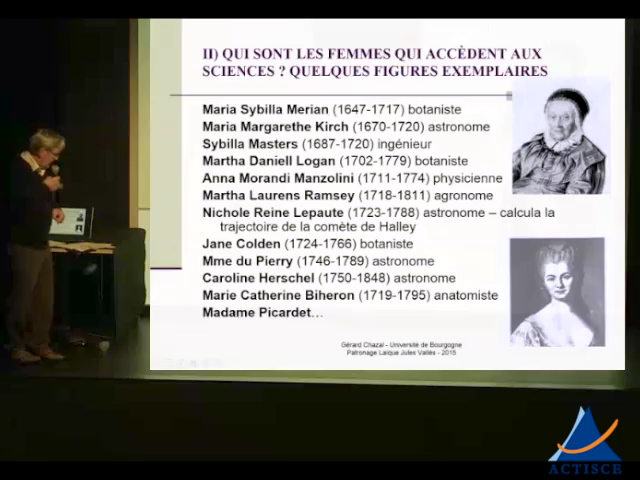 II) QUI SONT LES FEMMES QUI ACCÈDENT AUX
SCIENCES ? QUELQUES FIGURES EXEMPLAIRES
Maria Sybilla Merian (1647-1717) botaniste
Maria Margarethe Kirch (1670-1720) astronome
Sybilla Masters (1687-1720) ingénieur
Martha Daniell Logan (1702-1779) botaniste
Anna Morandi Manzolini (1711-1774) physicienne
Martha Laurens Ramsey (1718-1811) agronome
Nichole Reine Lepaute (1723-1788) astronome – calcula la
trajectoire de la comète de Halley
Jane Colden (1724-1766) botaniste
Mme du Pierry (1746-1789) astronome
Caroline Herschel (1750-1848) astronome
Marie Catherine Biheron (1719-1795) anatomiste
Madame Picardet…
Gérard Chazal - Université de Bourgogne
Patronage Laïque Jules Vallès - 2015
ACTISCE